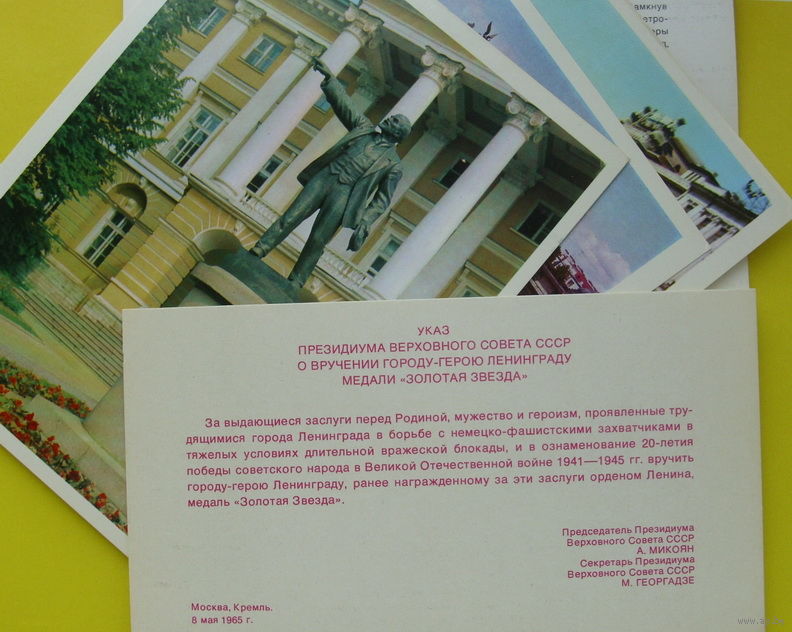 амкнув
етро-
еры
УКАЗ
ПРЕЗИДИУМА ВЕРХОВНОГО СОВЕТА СССР
О ВРУЧЕНИИ ГОРОДУ-ГЕРОЮ ЛЕНИНГРАДУ
МЕДАЛИ «ЗОЛОТАЯ ЗВЕЗДА»
За выдающиеся заслуги перед Родиной, мужество и героизм, проявленные тру-
дящимися города Ленинграда в борьбе с немецко-фашистскими захватчиками в
тяжелых условиях длительной вражеской блокады, и в ознаменование 20-летия
победы советского народа в Великой Отечественной войне 1941—1945 гг. вручить
городу-герою Ленинграду, ранее награжденному за эти заслуги орденом Ленина,
медаль «Золотая Звезда».
Председатель Президиума
Верховного Совета СССР
А. МИКОЯН
Секретарь Президиума
Верховного Совета СССР
М. ГЕОРГАДЗЕ
Москва, Кремль.
8 мая 1965 г.